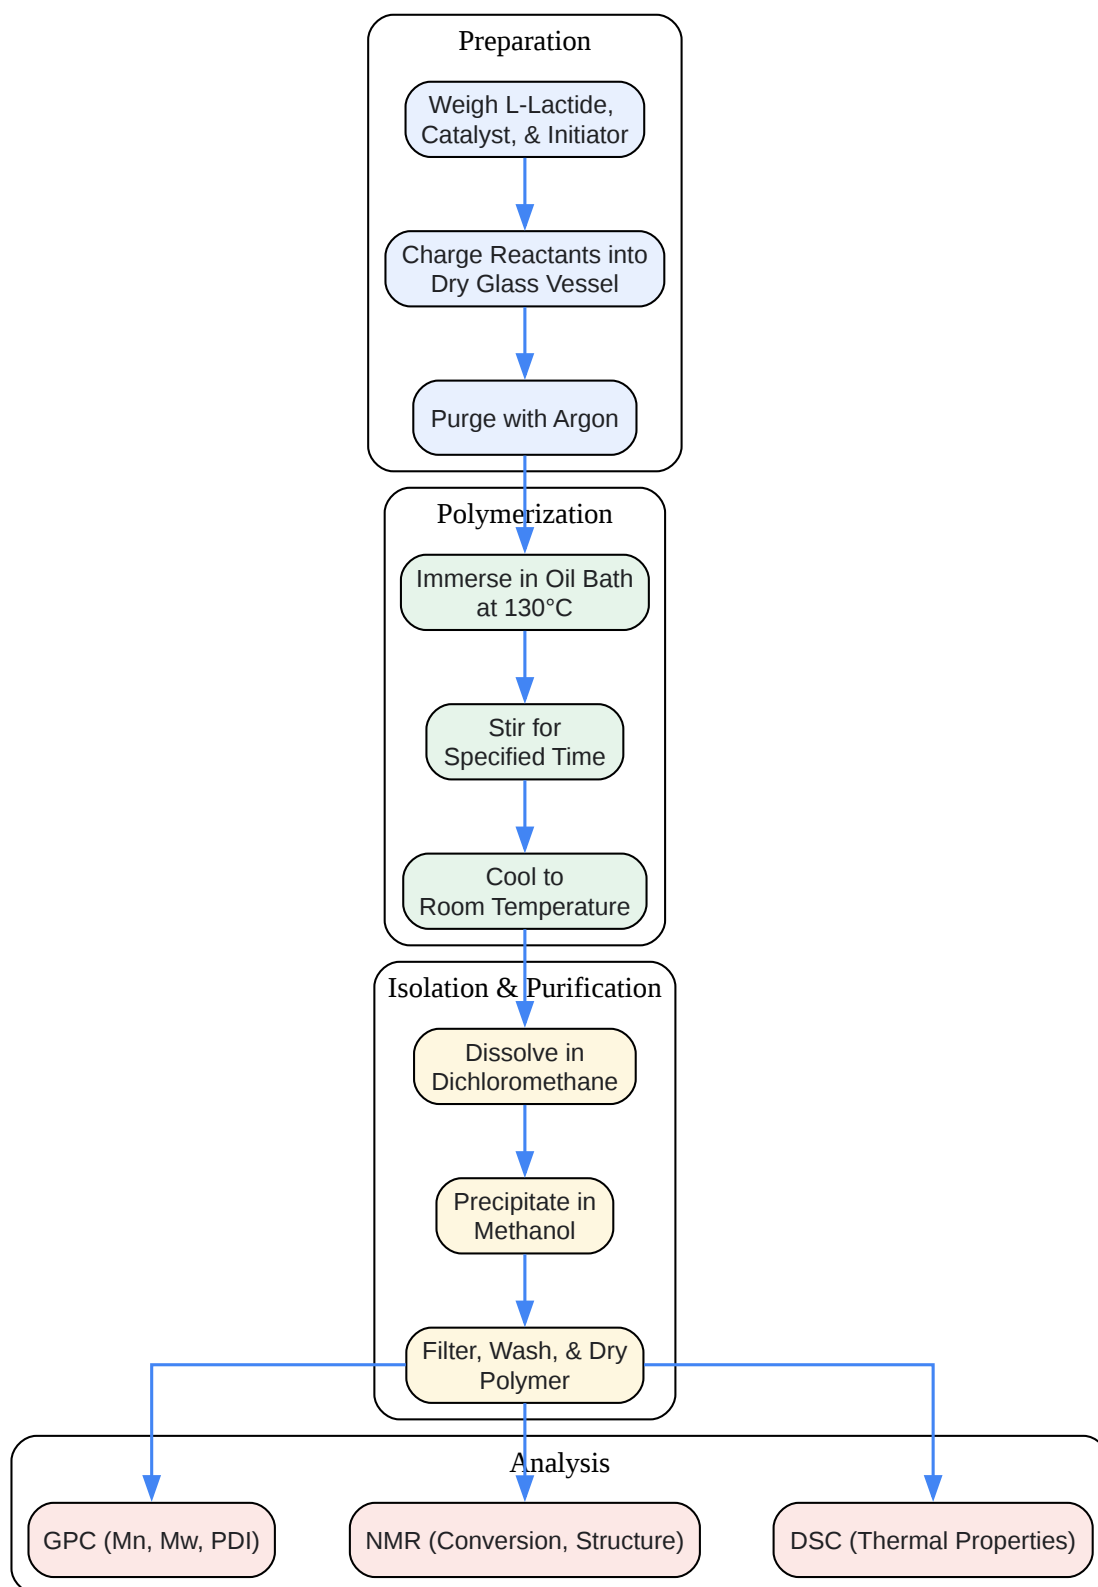 Preparation
Weigh L-Lactide,
Catalyst, & Initiator
Charge Reactants into
Dry Glass Vessel
Purge with Argon
Polymerization
Immerse in Oil Bath
at 130°C
Stir for
Specified Time
Cool to
Room Temperature
Isolation & Purification
Dissolve in
Dichloromethane
Precipitate in
Methanol
Filter, Wash, & Dry
Polymer
Analysis
GPC (Mn, Mw, PDI)
NMR (Conversion, Structure)
DSC (Thermal Properties)